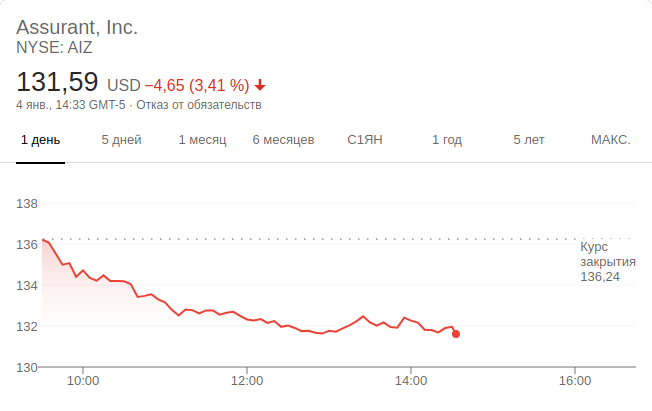 Assurant, Inc.
NYSE: AIZ
131,59 USD −4,65 (3,41 %)
4 янв., 14:33 GMT-5 · Отказ от обязательств
1 день 5 дней 1 месяц 6 месяцев С1ЯН 1 год 5 лет МАКС.
138
136
134
132
130
Курс
закрытия
136,24
10:00 12:00 14:00 16:00